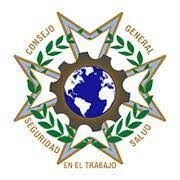 CONSEJO
GENERAL
SEGURIDAD
SALUD
EN EL TRABAJO